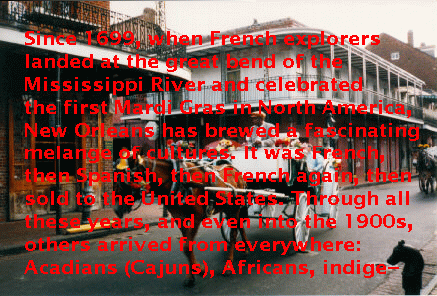 Since 1699, when French explorers
landed at the great bend of the
Mississippi River and celebrated
the first Mardi Gras in North America,
New Orleans has brewed a fascinating
melange of cultures. It was French,
then Spanish, then French again, then
sold to the United States. Through all
these years, and even into the 1900s,
others arrived from everywhere:
Acadians (Cajuns), Africans, indige-